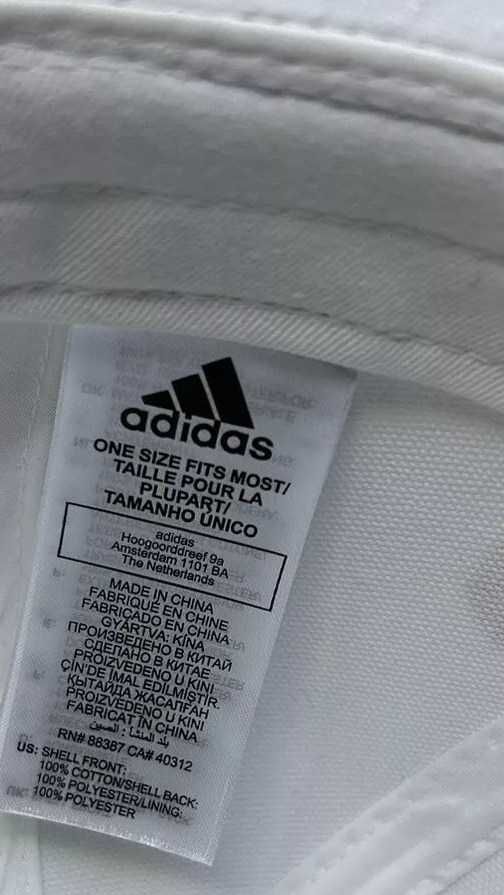 adidas
ONE SIZE FITS MOST/
TAILLE POUR LA
PLUPART/
TAMANHO ÚNICO
adidas
Hoogoorddreef 9a
Amsterdam 1101 BA
The Netherlands
MADE IN CHINA
FABRIQUÉ EN CHINE
FABRICADO EN CHINA
GYÁRTVA: KÍNA
ПРОИЗВЕДЕНО В КИТАЙ
СДЕЛАНО В КИТАЕ
PROIZVEDENO U KINI
ÇİN'DE İMAL EDİLMİŞTİR.
ҚЫТАЙДА ЖАСАЛҒАН
PROIZVEDENO U KINI
FABRICAT ÎN CHINA
بلد المنشأ : الصين
RN# 88387 CA# 40312
US: SHELL FRONT:
100% COTTON/SHELL BACK:
100% POLYESTER/LINING:
100% POLYESTER